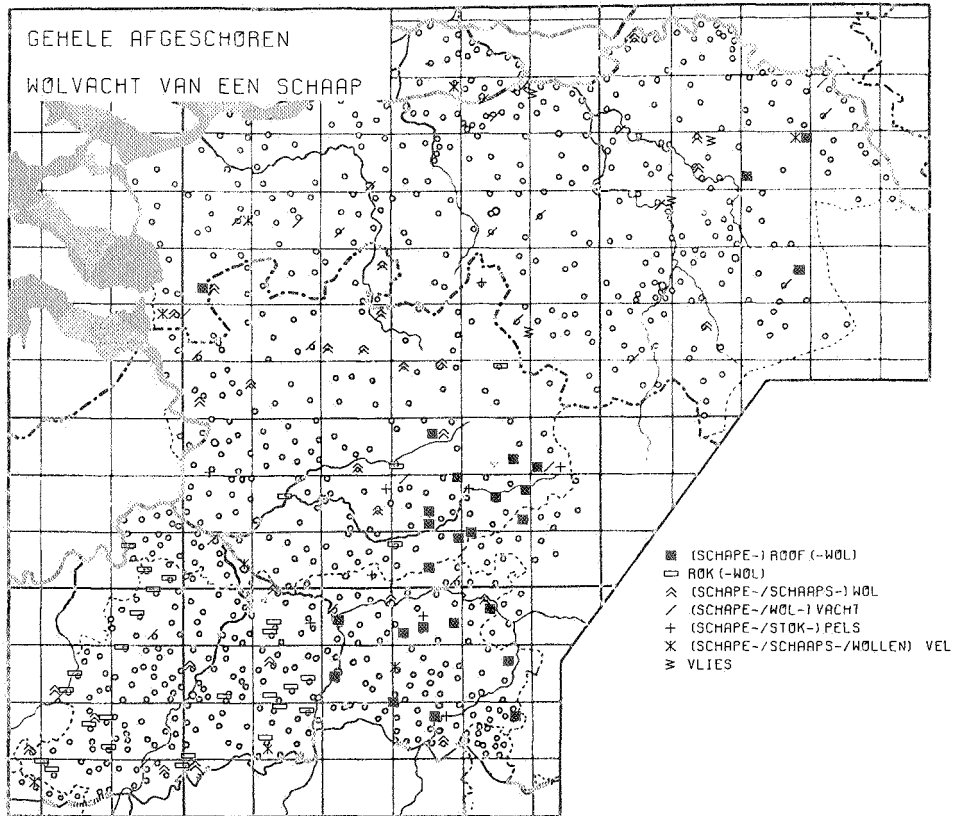 GEHELE AFGESCHOREN
WOLVACHT VAN EEN SCHAAP
(SCHAPE-) ROOF (-WOL)
ROK (-WOL)
(SCHAPE-/SCHAAPS-) WOL
(SCHAPE-/WOL-) VACHT
(SCHAPE-/STOK-) PELS
(SCHAPE-/SCHAAPS-/WOLLEN) VEL
VLIES